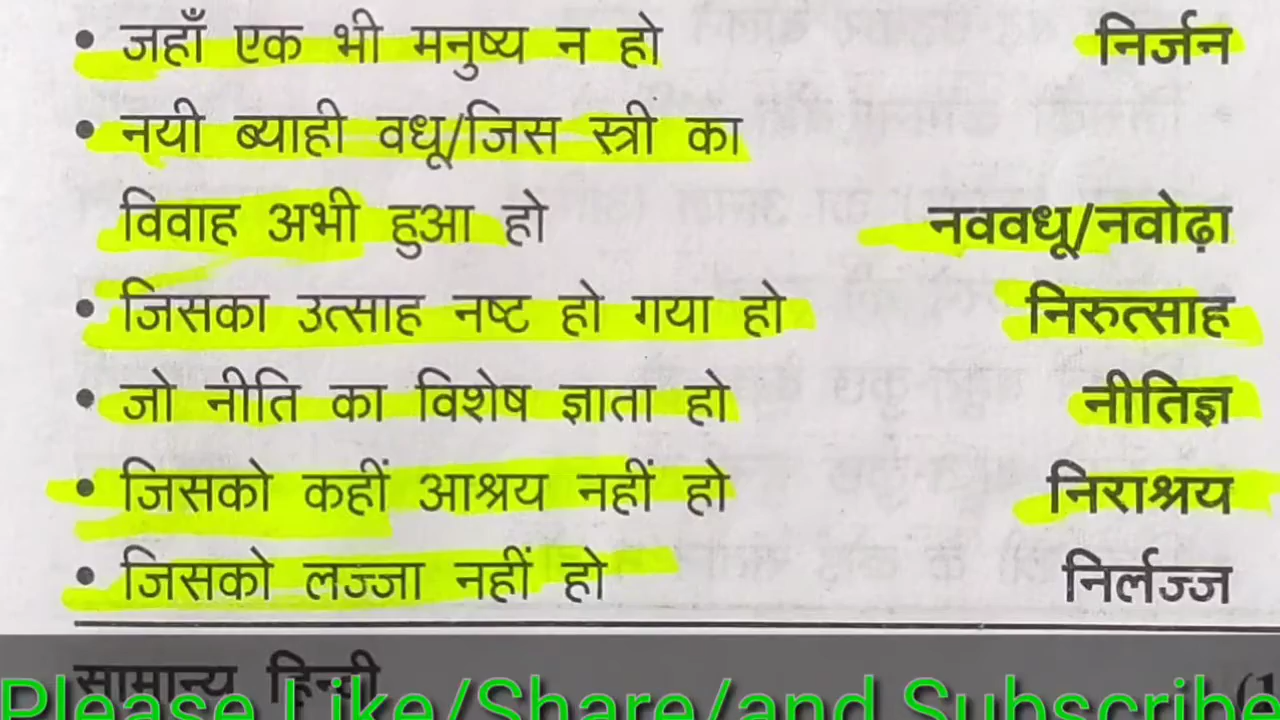 • जहाँ एक भी मनुष्य न हो निर्जन
• नयी ब्याही वधू/जिस स्त्री का
विवाह अभी हुआ हो नववधू/नवोढ़ा
• जिसका उत्साह नष्ट हो गया हो निरुत्साह
• जो नीति का विशेष ज्ञाता हो नीतिज्ञ
• जिसको कहीं आश्रय नहीं हो निराश्रय
• जिसको लज्जा नहीं हो निर्लज्ज
सामान्य हिन्दी
Please Like/Share/and Subscribe